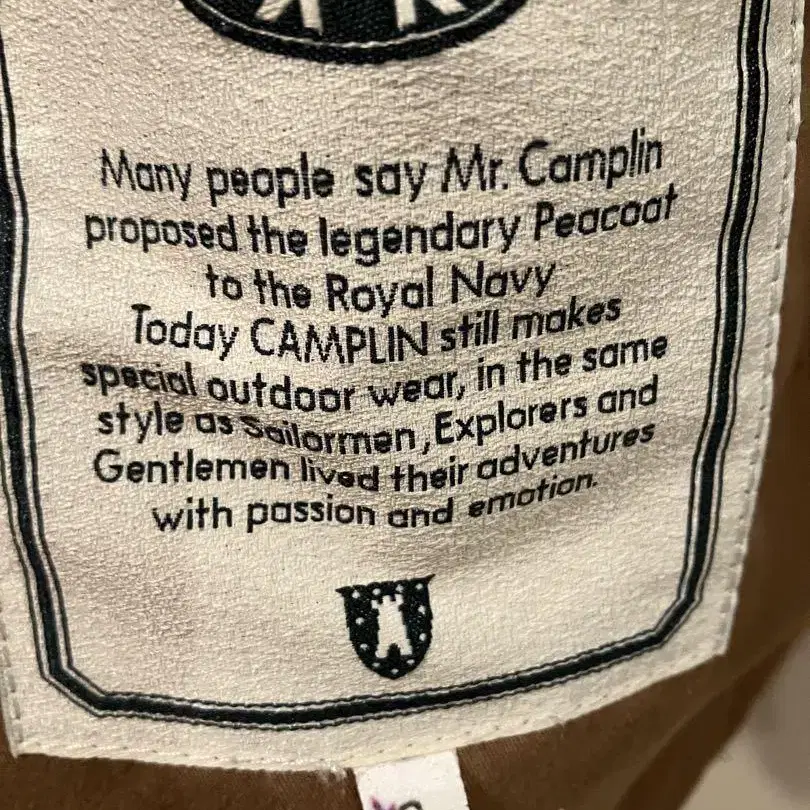 Many people say Mr. Camplin
proposed the legendary Peacoat
to the Royal Navy
Today CAMPLIN still makes
special outdoor wear, in the same
style as Sailormen, Explorers and
Gentlemen lived their adventures
with passion and emotion.